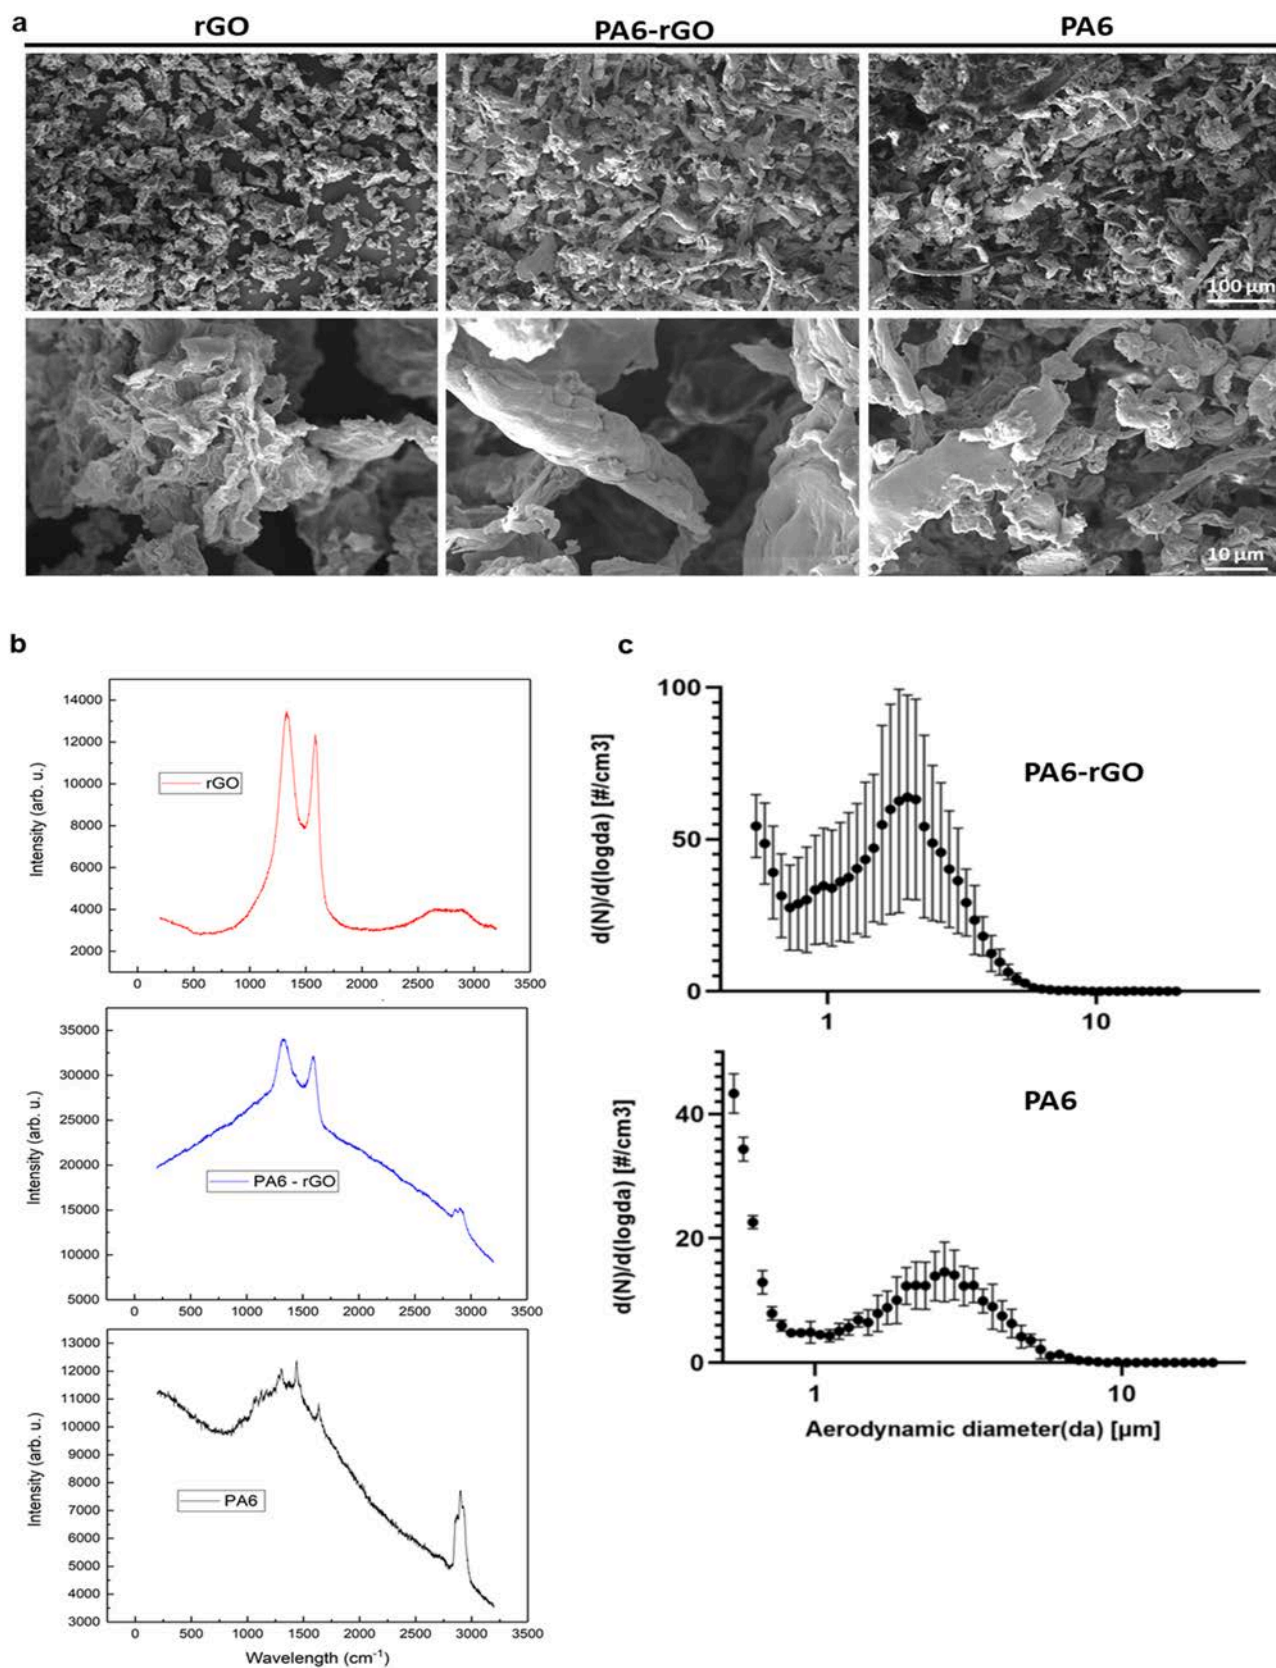 a
rGO PA6-rGO PA6
100 µm
10 µm
b
14000
12000
10000
8000
6000
4000
2000
Intensity (arb. u.)
rGO
0 500 1000 1500 2000 2500 3000 3500
35000
30000
25000
20000
15000
10000
5000
Intensity (arb. u.)
PA6 - rGO
0 500 1000 1500 2000 2500 3000 3500
13000
12000
11000
10000
9000
8000
7000
6000
5000
4000
3000
Intensity (arb. u.)
PA6
0 500 1000 1500 2000 2500 3000 3500
Wavelength (cm-1)
c
100
50
0
d(N)/d(logda) [#/cm3]
PA6-rGO
1 10
40
20
0
d(N)/d(logda) [#/cm3]
PA6
1 10
Aerodynamic diameter(da) [µm]